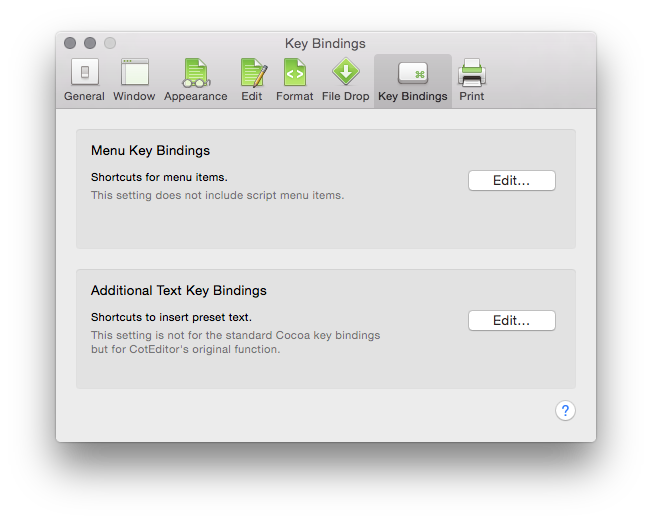 Key Bindings
General Window Appearance Edit Format File Drop Key Bindings Print
Menu Key Bindings
Shortcuts for menu items.
Edit...
This setting does not include script menu items.
Additional Text Key Bindings
Shortcuts to insert preset text.
Edit...
This setting is not for the standard Cocoa key bindings
but for CotEditor's original function.
?